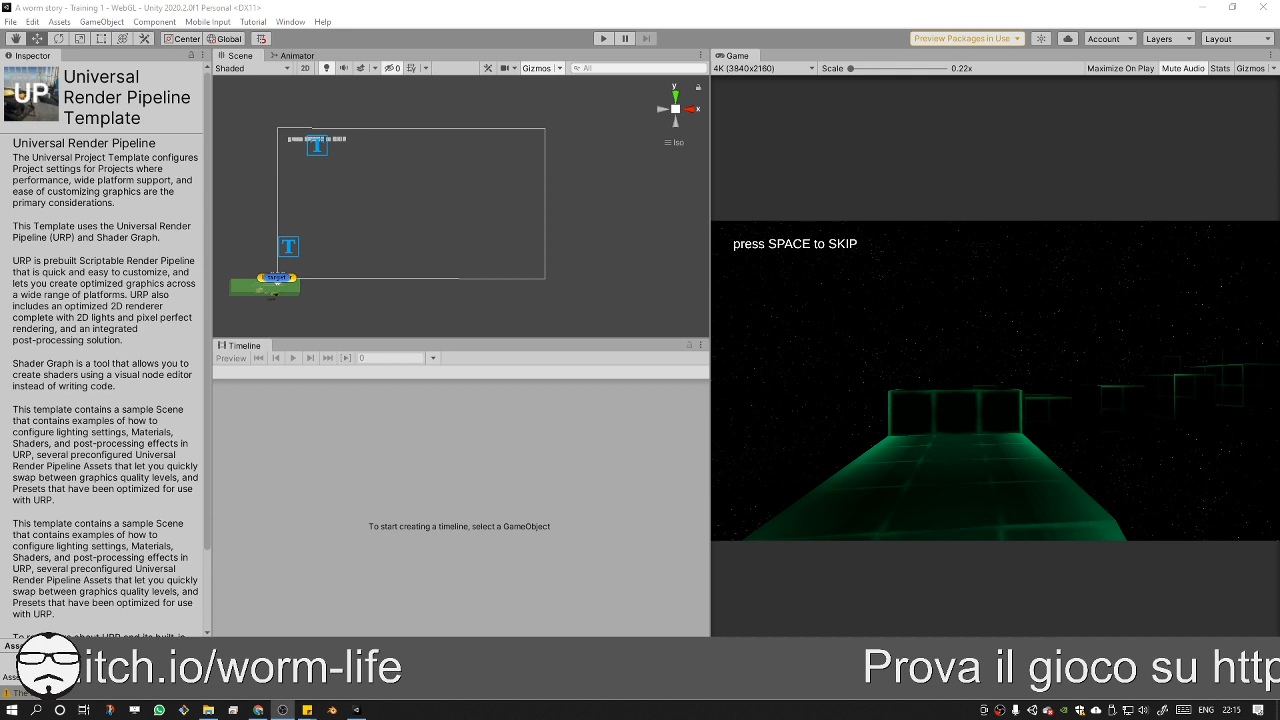 A worm story - Training 1 - WebGL - Unity 2020.2.0f1 Personal <DX11>
File Edit Assets GameObject Component Mobile Input Tutorial Window Help
Center Global Preview Packages in Use Account Layers Layout
Inspector
UP
Universal
Render Pipeline
Template
Universal Render Pipeline
The Universal Project Template configures
Project settings for Projects where
performance, wide platform support, and
ease of customizing graphics are the
primary considerations.
This Template uses the Universal Render
Pipeline (URP) and Shader Graph.
URP is prebuilt Scriptable Render Pipeline
that is quick and easy to customize, and
lets you create optimized graphics across
a wide range of platforms. URP also
includes an optimized 2D renderer
complete with 2D lights and pixel perfect
rendering, and an integrated
post-processing solution.
Shader Graph is a tool that allows you to
create shaders using a visual node editor
instead of writing code.
This template contains a sample Scene
that contains examples of how to
configure lighting settings, Materials,
Shaders, and post-processing effects in
URP, several preconfigured Universal
Render Pipeline Assets that let you quickly
swap between graphics quality levels, and
Presets that have been optimized for use
with URP.
This template contains a sample Scene
that contains examples of how to
configure lighting settings, Materials,
Shaders, and post-processing effects in
URP, several preconfigured Universal
Render Pipeline Assets that let you quickly
swap between graphics quality levels, and
Presets that have been optimized for use
with URP.
Scene Animator
Shaded 2D 0 Gizmos All
y
x
Iso
T
T
target
Timeline
Preview 0
To start creating a timeline, select a GameObject
Game
4K (3840x2160) Scale 0.22x Maximize On Play Mute Audio Stats Gizmos
press SPACE to SKIP
itch.io/worm-life Prova il gioco su http
ENG 22:15